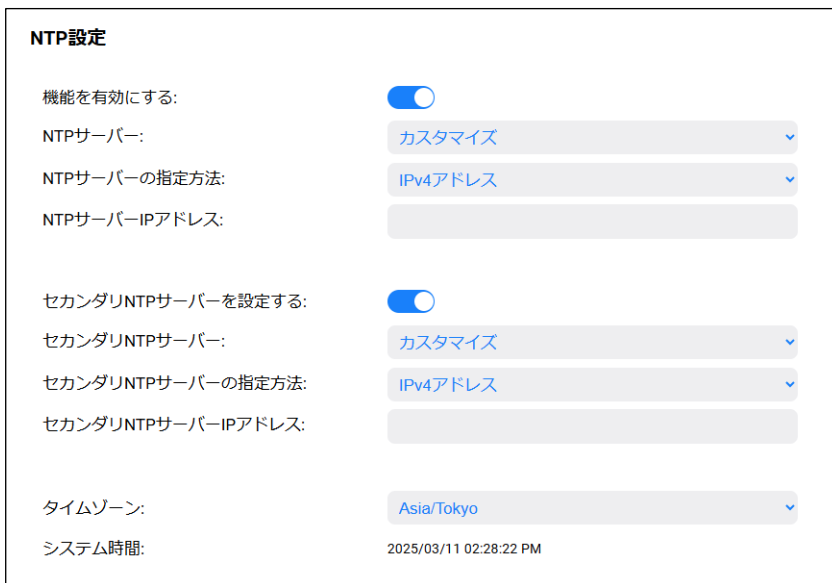 NTP設定
機能を有効にする:
NTPサーバー: カスタマイズ
NTPサーバーの指定方法: IPv4アドレス
NTPサーバーIPアドレス:
セカンダリNTPサーバーを設定する:
セカンダリNTPサーバー: カスタマイズ
セカンダリNTPサーバーの指定方法: IPv4アドレス
セカンダリNTPサーバーIPアドレス:
タイムゾーン: Asia/Tokyo
システム時間: 2025/03/11 02:28:22 PM